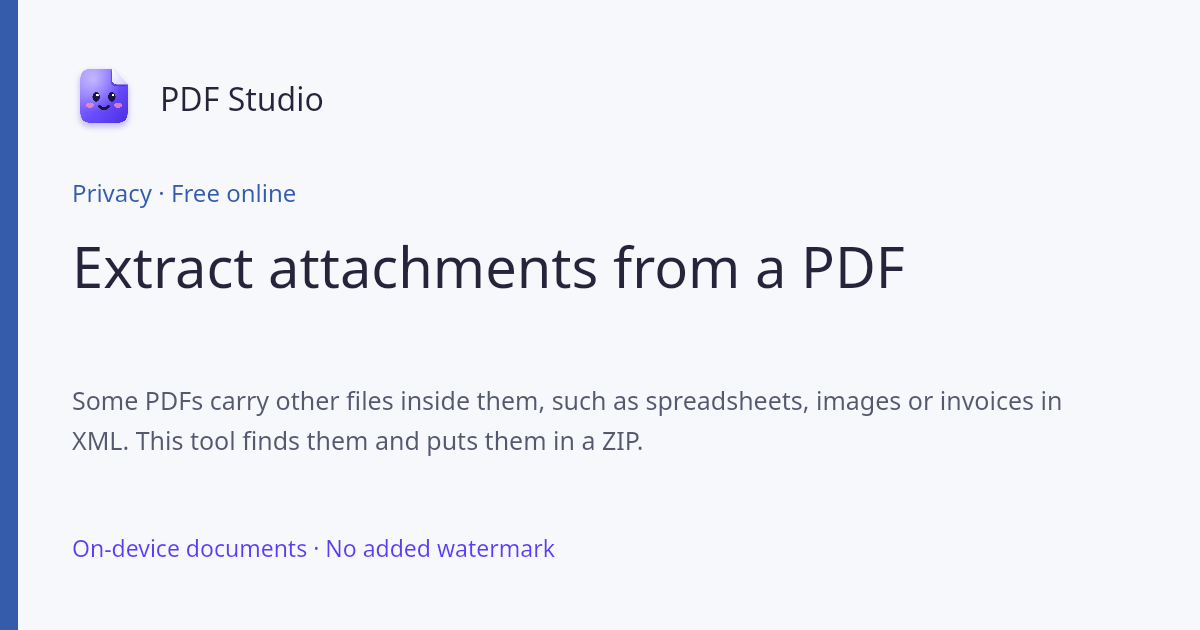 PDF Studio
Privacy · Free online
Extract attachments from a PDF
Some PDFs carry other files inside them, such as spreadsheets, images or invoices in
XML. This tool finds them and puts them in a ZIP.
On-device documents · No added watermark